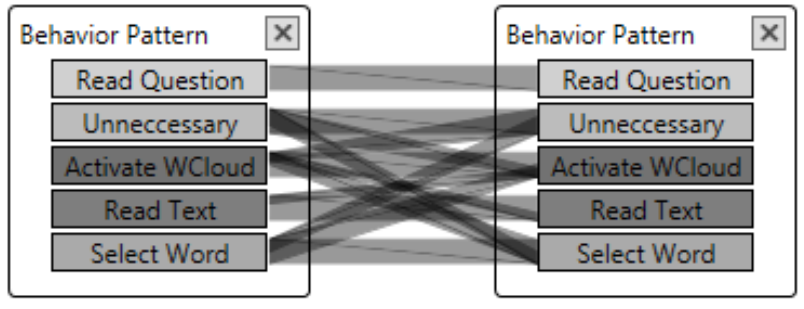 Behavior Pattern
Read Question
Unneccessary
Activate WCloud
Read Text
Select Word
Behavior Pattern
Read Question
Unneccessary
Activate WCloud
Read Text
Select Word